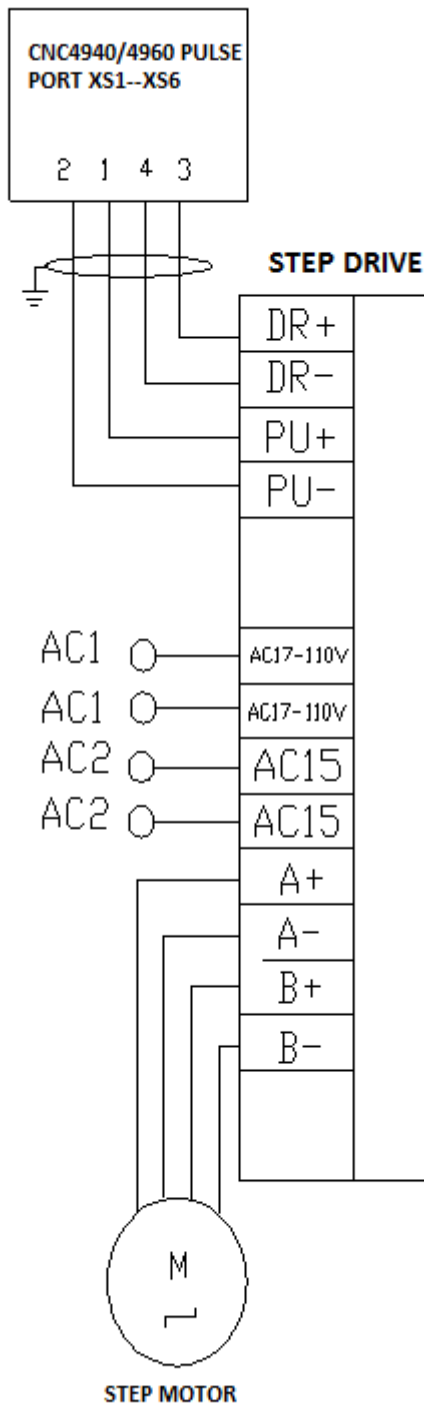 CNC4940/4960 PULSE
PORT XS1--XS6
2 1 4 3
STEP DRIVE
DR+
DR-
PU+
PU-
AC1 AC17-110V
AC1 AC17-110V
AC2 AC15
AC2 AC15
A+
A-
B+
B-
M
STEP MOTOR